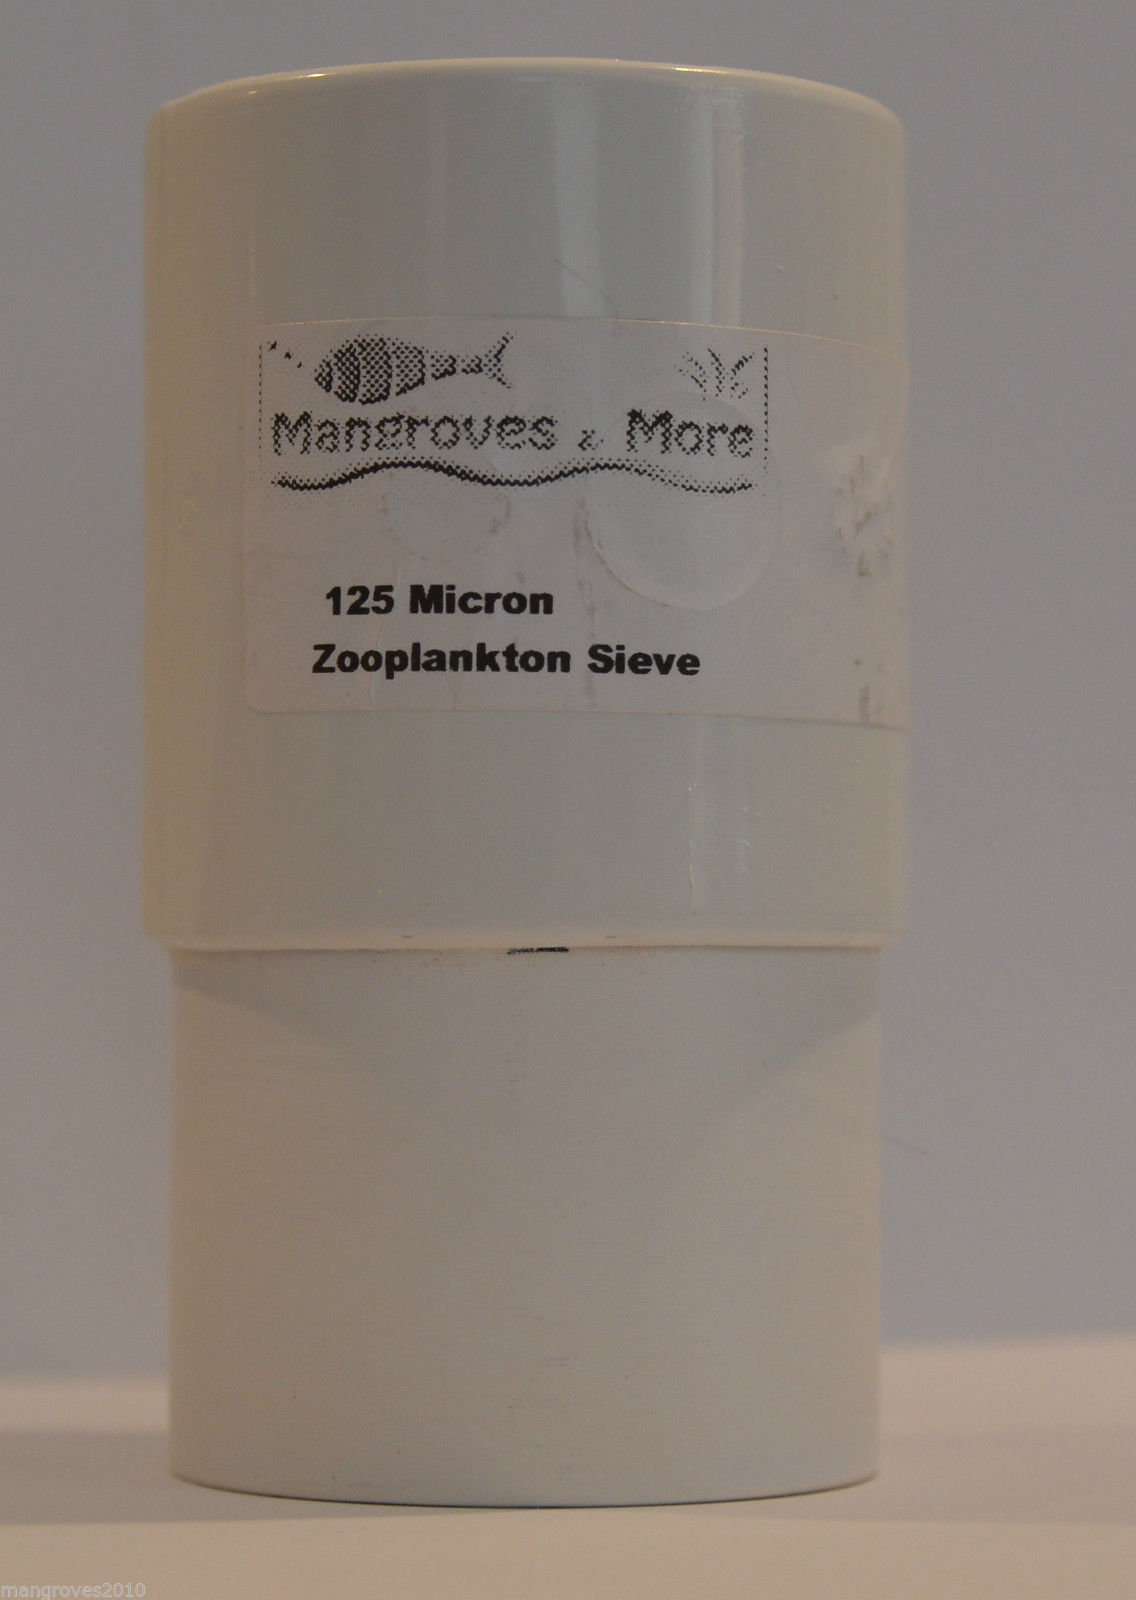 Mangroves & More
125 Micron
Zooplankton Sieve
mangroves2010